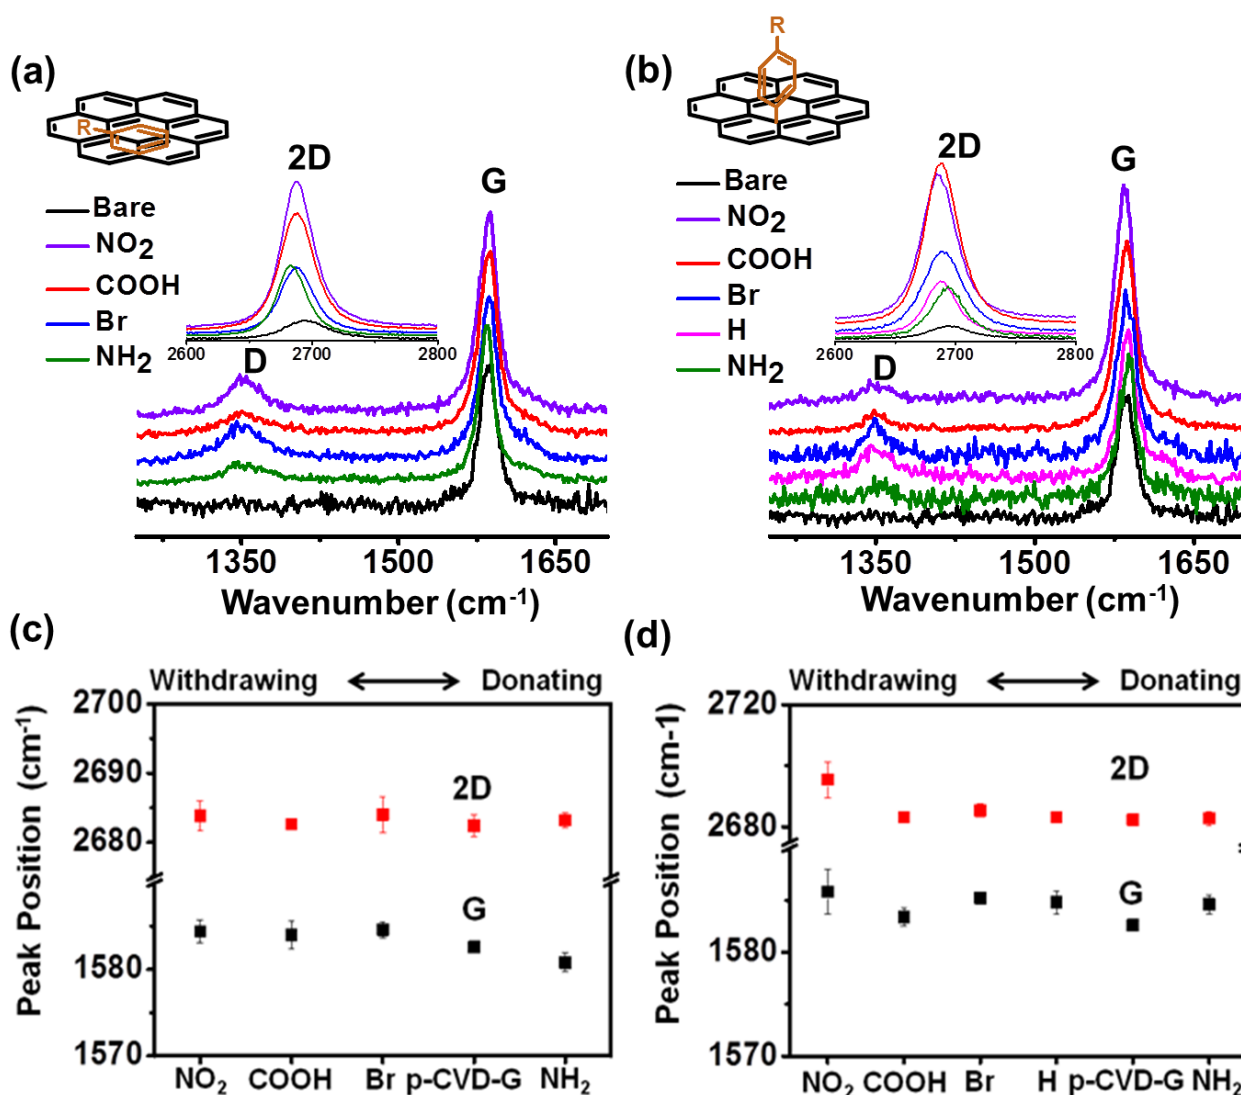 (a)
R
2D
G
Bare
NO2
COOH
Br
NH2
2600 2700 2800
D
1350 1500 1650
Wavenumber (cm-1)
(b)
R
2D
G
Bare
NO2
COOH
Br
H
NH2
2600 2700 2800
D
1350 1500 1650
Wavenumber (cm-1)
(c)
Withdrawing Donating
Peak Position (cm-1)
2700
2690
2680
1580
1570
2D
G
NO2 COOH Br p-CVD-G NH2
(d)
Withdrawing Donating
Peak Position (cm-1)
2720
2680
1580
1570
2D
G
NO2 COOH Br H p-CVD-G NH2